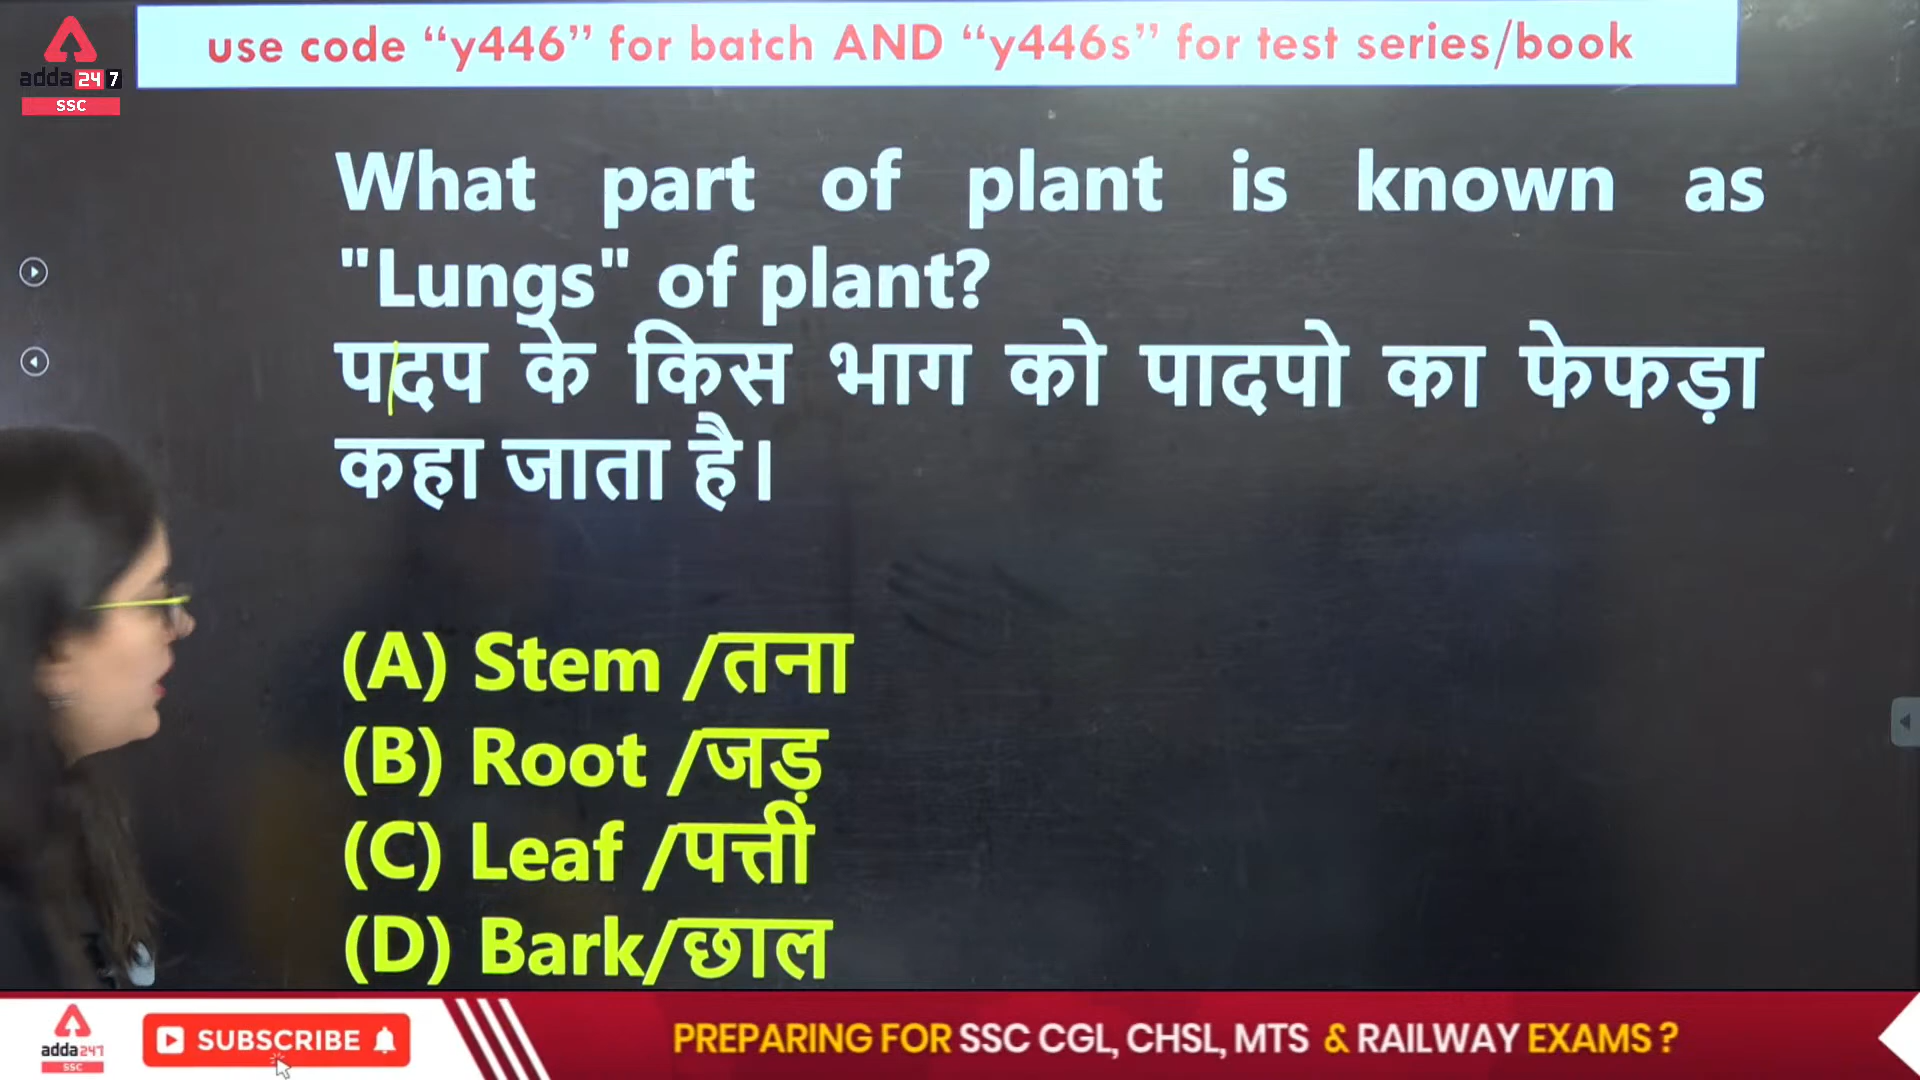 use code “y446” for batch AND “y446s” for test series/book
adda 24 7
SSC
What part of plant is known as
"Lungs" of plant?
पदप के किस भाग को पादपो का फेफड़ा
कहा जाता है।
(A) Stem /तना
(B) Root /जड़
(C) Leaf /पत्ती
(D) Bark/छाल
adda247
SSC
SUBSCRIBE
PREPARING FOR SSC CGL, CHSL, MTS & RAILWAY EXAMS ?